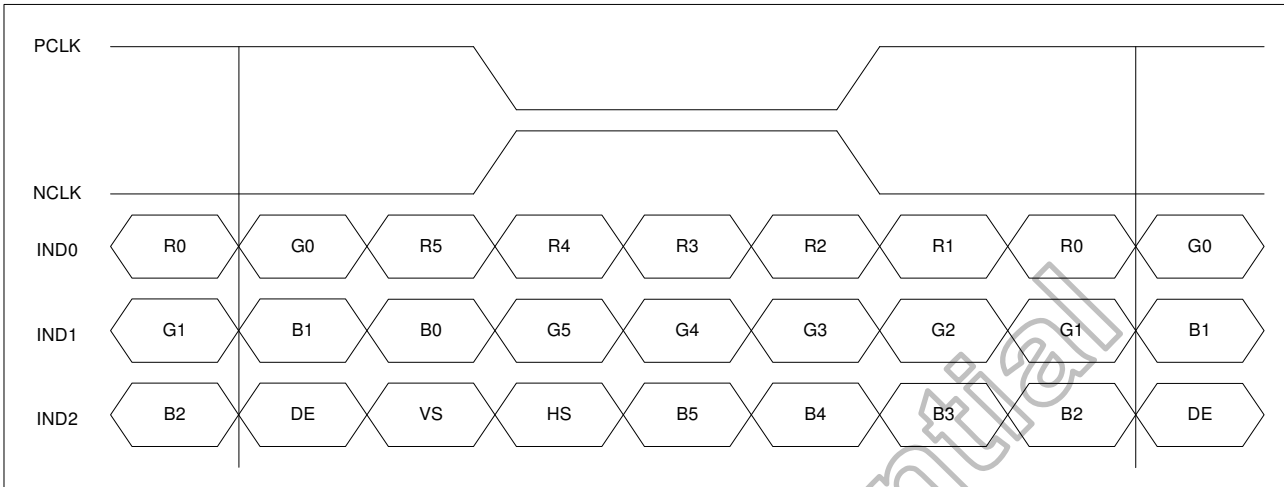 PCLK
NCLK
IND0 R0 G0 R5 R4 R3 R2 R1 R0 G0
IND1 G1 B1 B0 G5 G4 G3 G2 G1 B1
IND2 B2 DE VS HS B5 B4 B3 B2 DE
ntial